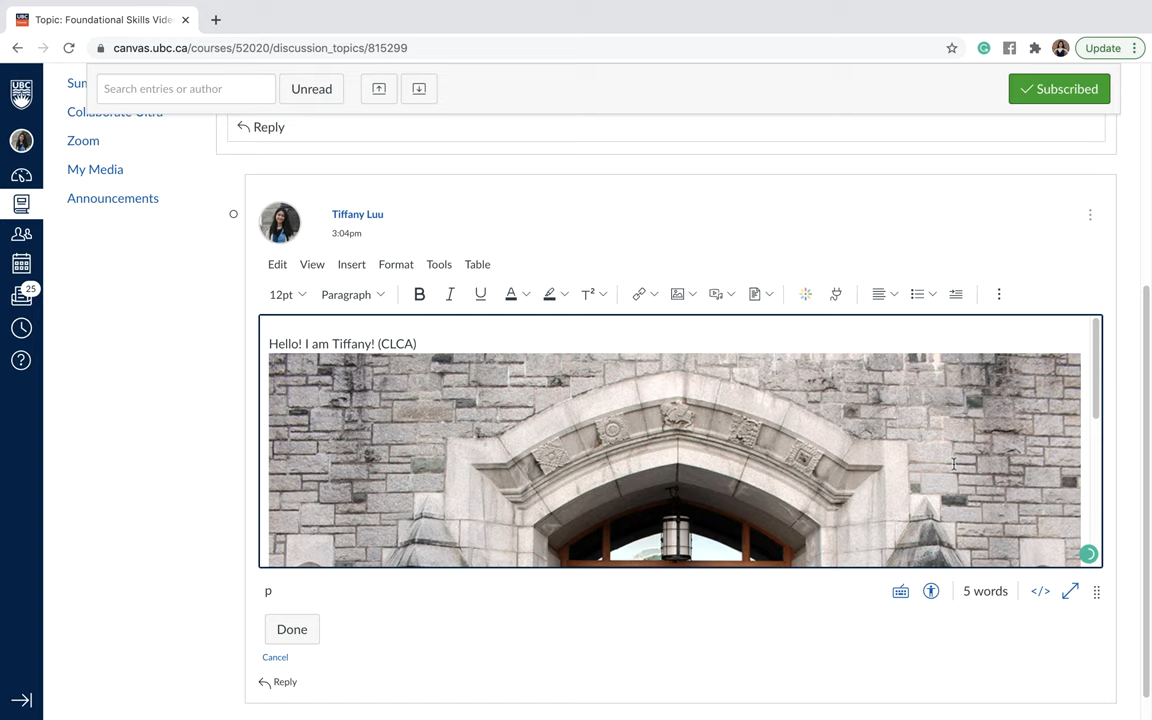 Topic: Foundational Skills Vide
canvas.ubc.ca/courses/52020/discussion_topics/815299
Update
UBC
Search entries or author
Unread
Subscribed
Collaborate Ultra
Zoom
My Media
Announcements
25
Reply
Tiffany Luu
3:04pm
Edit View Insert Format Tools Table
12pt Paragraph B I U A T²
Hello! I am Tiffany! (CLCA)
p
5 words </>
Done
Cancel
Reply